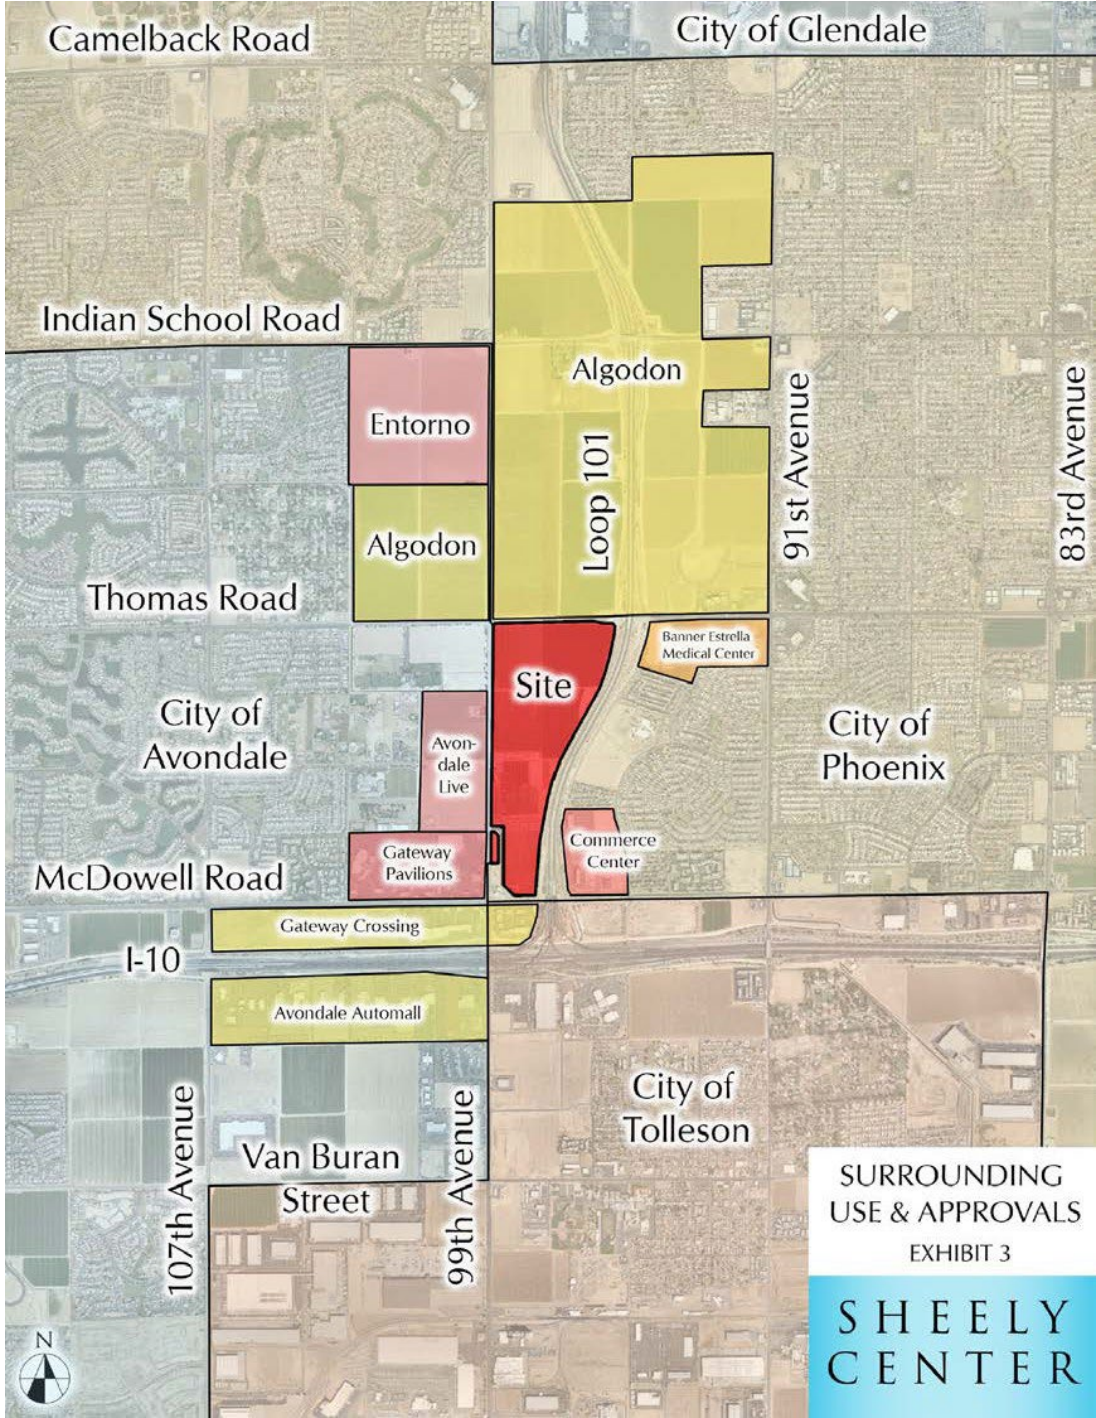 Camelback Road
City of Glendale
Indian School Road
Entorno
Algodon
Loop 101
91st Avenue
83rd Avenue
Algodon
Thomas Road
Banner Estrella
Medical Center
Site
City of
Avondale
Avon-
dale
Live
City of
Phoenix
Commerce
Center
Gateway
Pavilions
McDowell Road
Gateway Crossing
I-10
Avondale Automall
107th Avenue
99th Avenue
City of
Tolleson
Van Buran
Street
SURROUNDING
USE & APPROVALS
EXHIBIT 3
SHEELY
CENTER
N